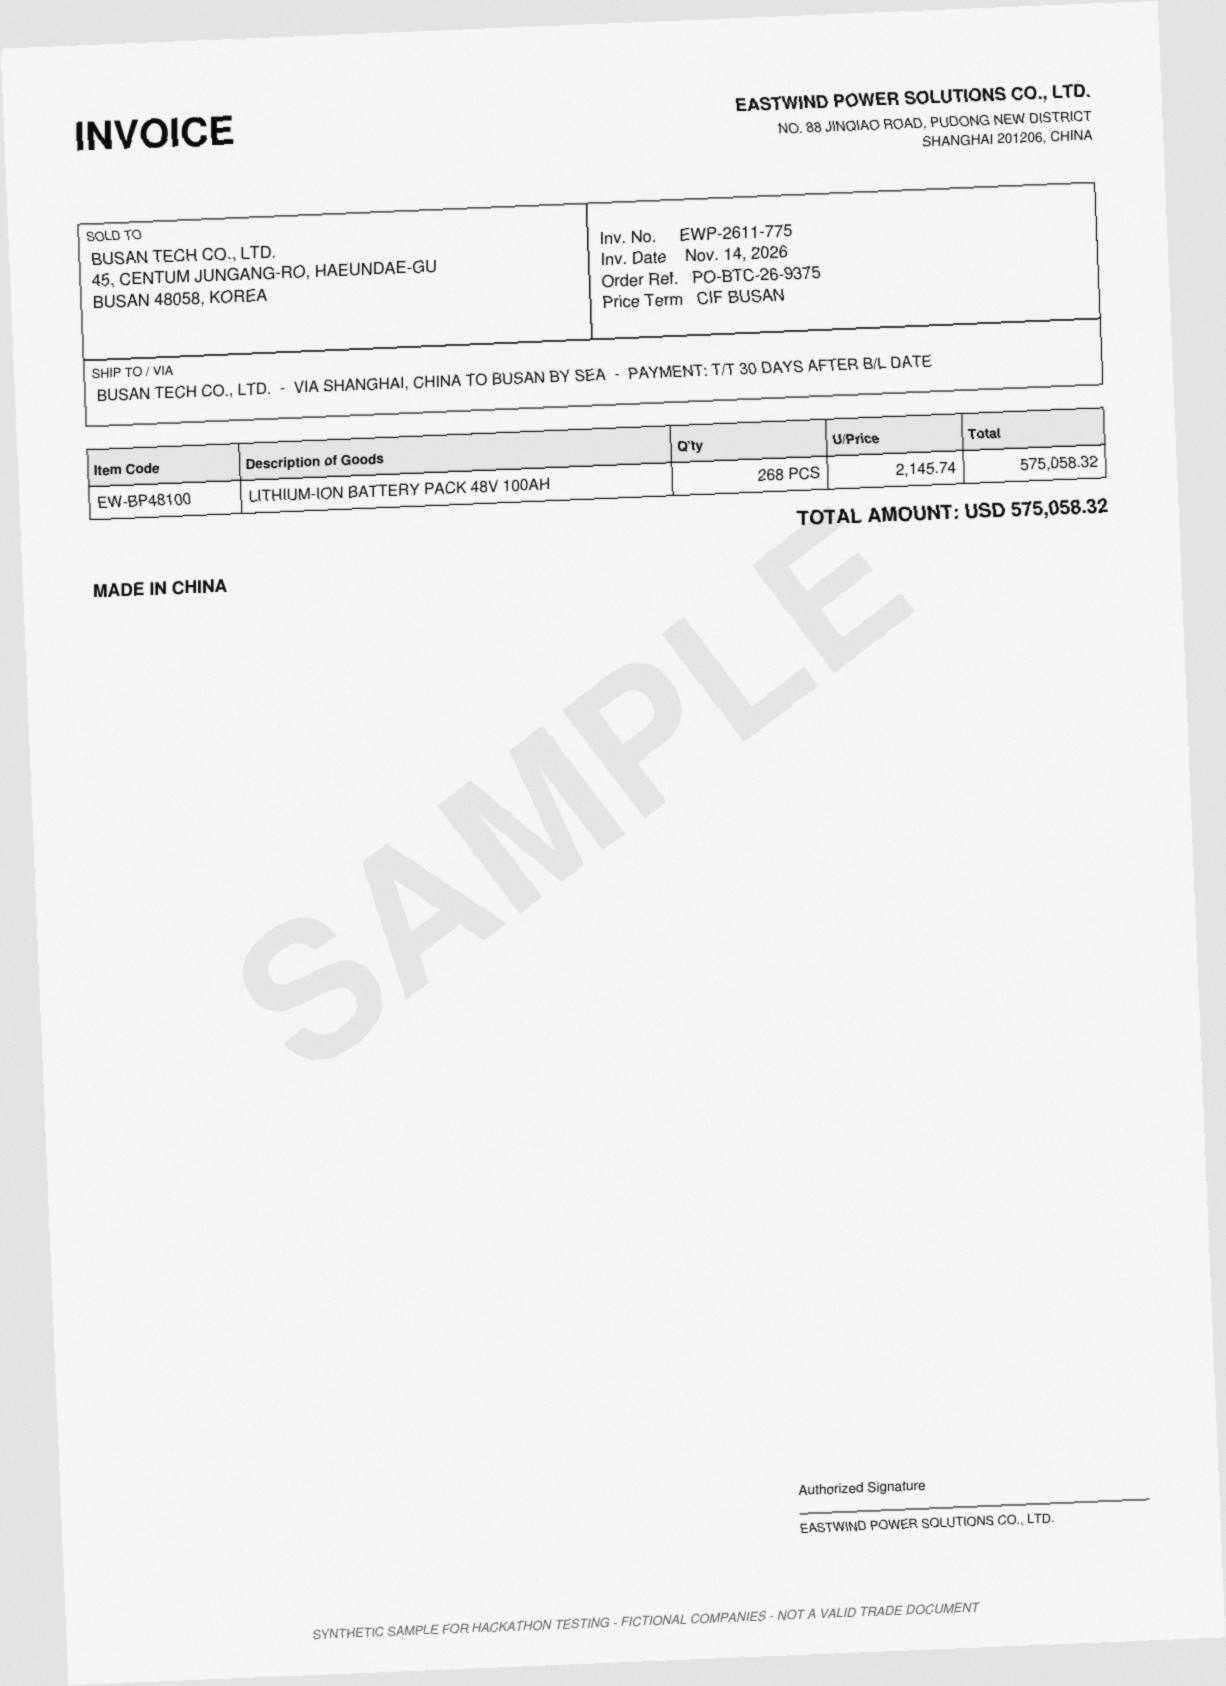 INVOICE
EASTWIND POWER SOLUTIONS CO., LTD.
NO. 88 JINQIAO ROAD, PUDONG NEW DISTRICT
SHANGHAI 201206, CHINA
SOLD TO
BUSAN TECH CO., LTD.
45, CENTUM JUNGANG-RO, HAEUNDAE-GU
BUSAN 48058, KOREA
Inv. No. EWP-2611-775
Inv. Date Nov. 14, 2026
Order Ref. PO-BTC-26-9375
Price Term CIF BUSAN
SHIP TO / VIA
BUSAN TECH CO., LTD. - VIA SHANGHAI, CHINA TO BUSAN BY SEA - PAYMENT: T/T 30 DAYS AFTER B/L DATE
Item Code Description of Goods Q'ty U/Price Total
EW-BP48100 LITHIUM-ION BATTERY PACK 48V 100AH 268 PCS 2,145.74 575,058.32
TOTAL AMOUNT: USD 575,058.32
MADE IN CHINA
SAMPLE
Authorized Signature
EASTWIND POWER SOLUTIONS CO., LTD.
SYNTHETIC SAMPLE FOR HACKATHON TESTING - FICTIONAL COMPANIES - NOT A VALID TRADE DOCUMENT